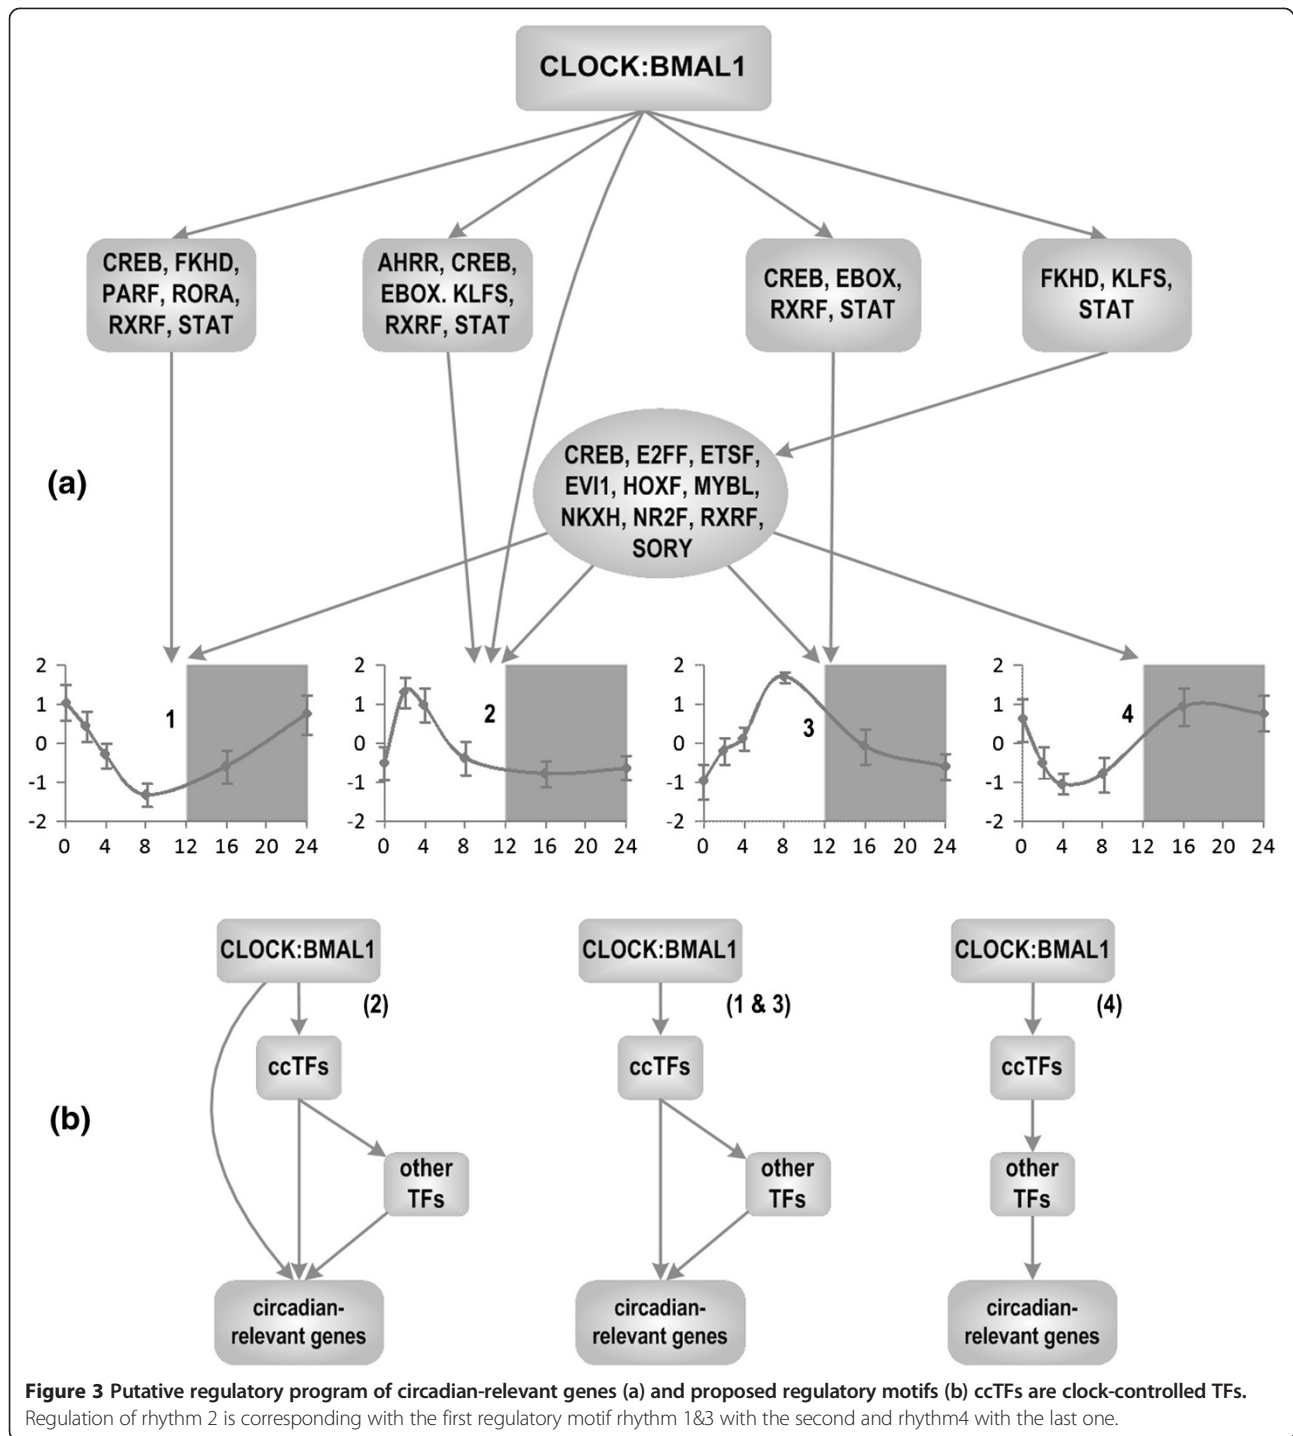 CLOCK:BMAL1
CREB, FKHD,
PARF, RORA,
RXRF, STAT
AHRR, CREB,
EBOX. KLFS,
RXRF, STAT
CREB, EBOX,
RXRF, STAT
FKHD, KLFS,
STAT
(a)
CREB, E2FF, ETSF,
EVI1, HOXF, MYBL,
NKXH, NR2F, RXRF,
SORY
2
1
0
-1
-2
1
0 4 8 12 16 20 24
2
1
0
-1
-2
2
0 4 8 12 16 20 24
2
1
0
-1
-2
3
0 4 8 12 16 20 24
2
1
0
-1
-2
4
0 4 8 12 16 20 24
(b)
CLOCK:BMAL1
(2)
ccTFs
other
TFs
circadian-
relevant genes
CLOCK:BMAL1
(1 & 3)
ccTFs
other
TFs
circadian-
relevant genes
CLOCK:BMAL1
(4)
ccTFs
other
TFs
circadian-
relevant genes
Figure 3 Putative regulatory program of circadian-relevant genes (a) and proposed regulatory motifs (b) ccTFs are clock-controlled TFs.
Regulation of rhythm 2 is corresponding with the first regulatory motif rhythm 1&3 with the second and rhythm4 with the last one.